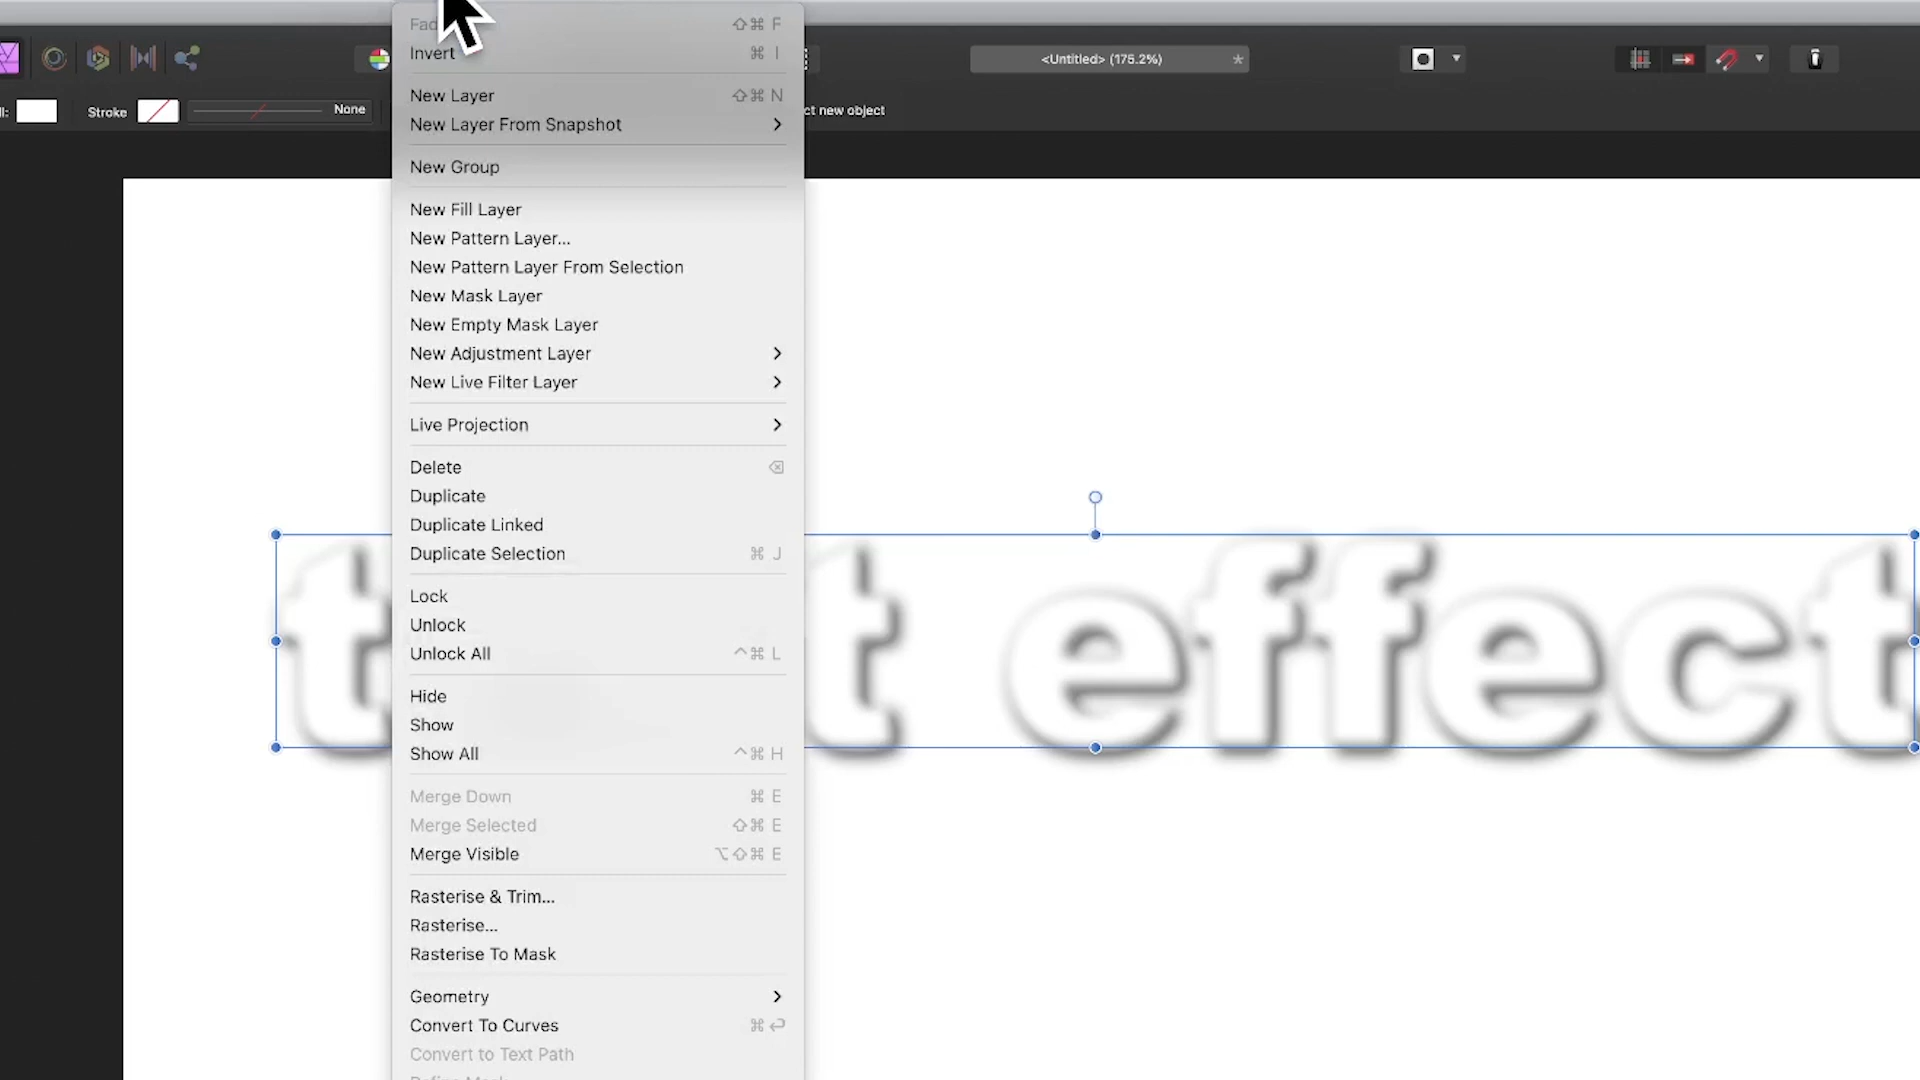 Invert ⌘ I
<Untitled> (175.2%) *
New Layer ⇧⌘ N
Stroke None
ct new object
New Layer From Snapshot
New Group
New Fill Layer
New Pattern Layer...
New Pattern Layer From Selection
New Mask Layer
New Empty Mask Layer
New Adjustment Layer
New Live Filter Layer
Live Projection
Delete ⌫
Duplicate
Duplicate Linked
Duplicate Selection ⌘ J
t effect
Lock
Unlock
Unlock All ^⌘ L
Hide
Show
Show All ^⌘ H
Merge Down ⌘ E
Merge Selected ⇧⌘ E
Merge Visible ⌥⇧⌘ E
Rasterise & Trim...
Rasterise...
Rasterise To Mask
Geometry
Convert To Curves ⌘ ↩
Convert to Text Path